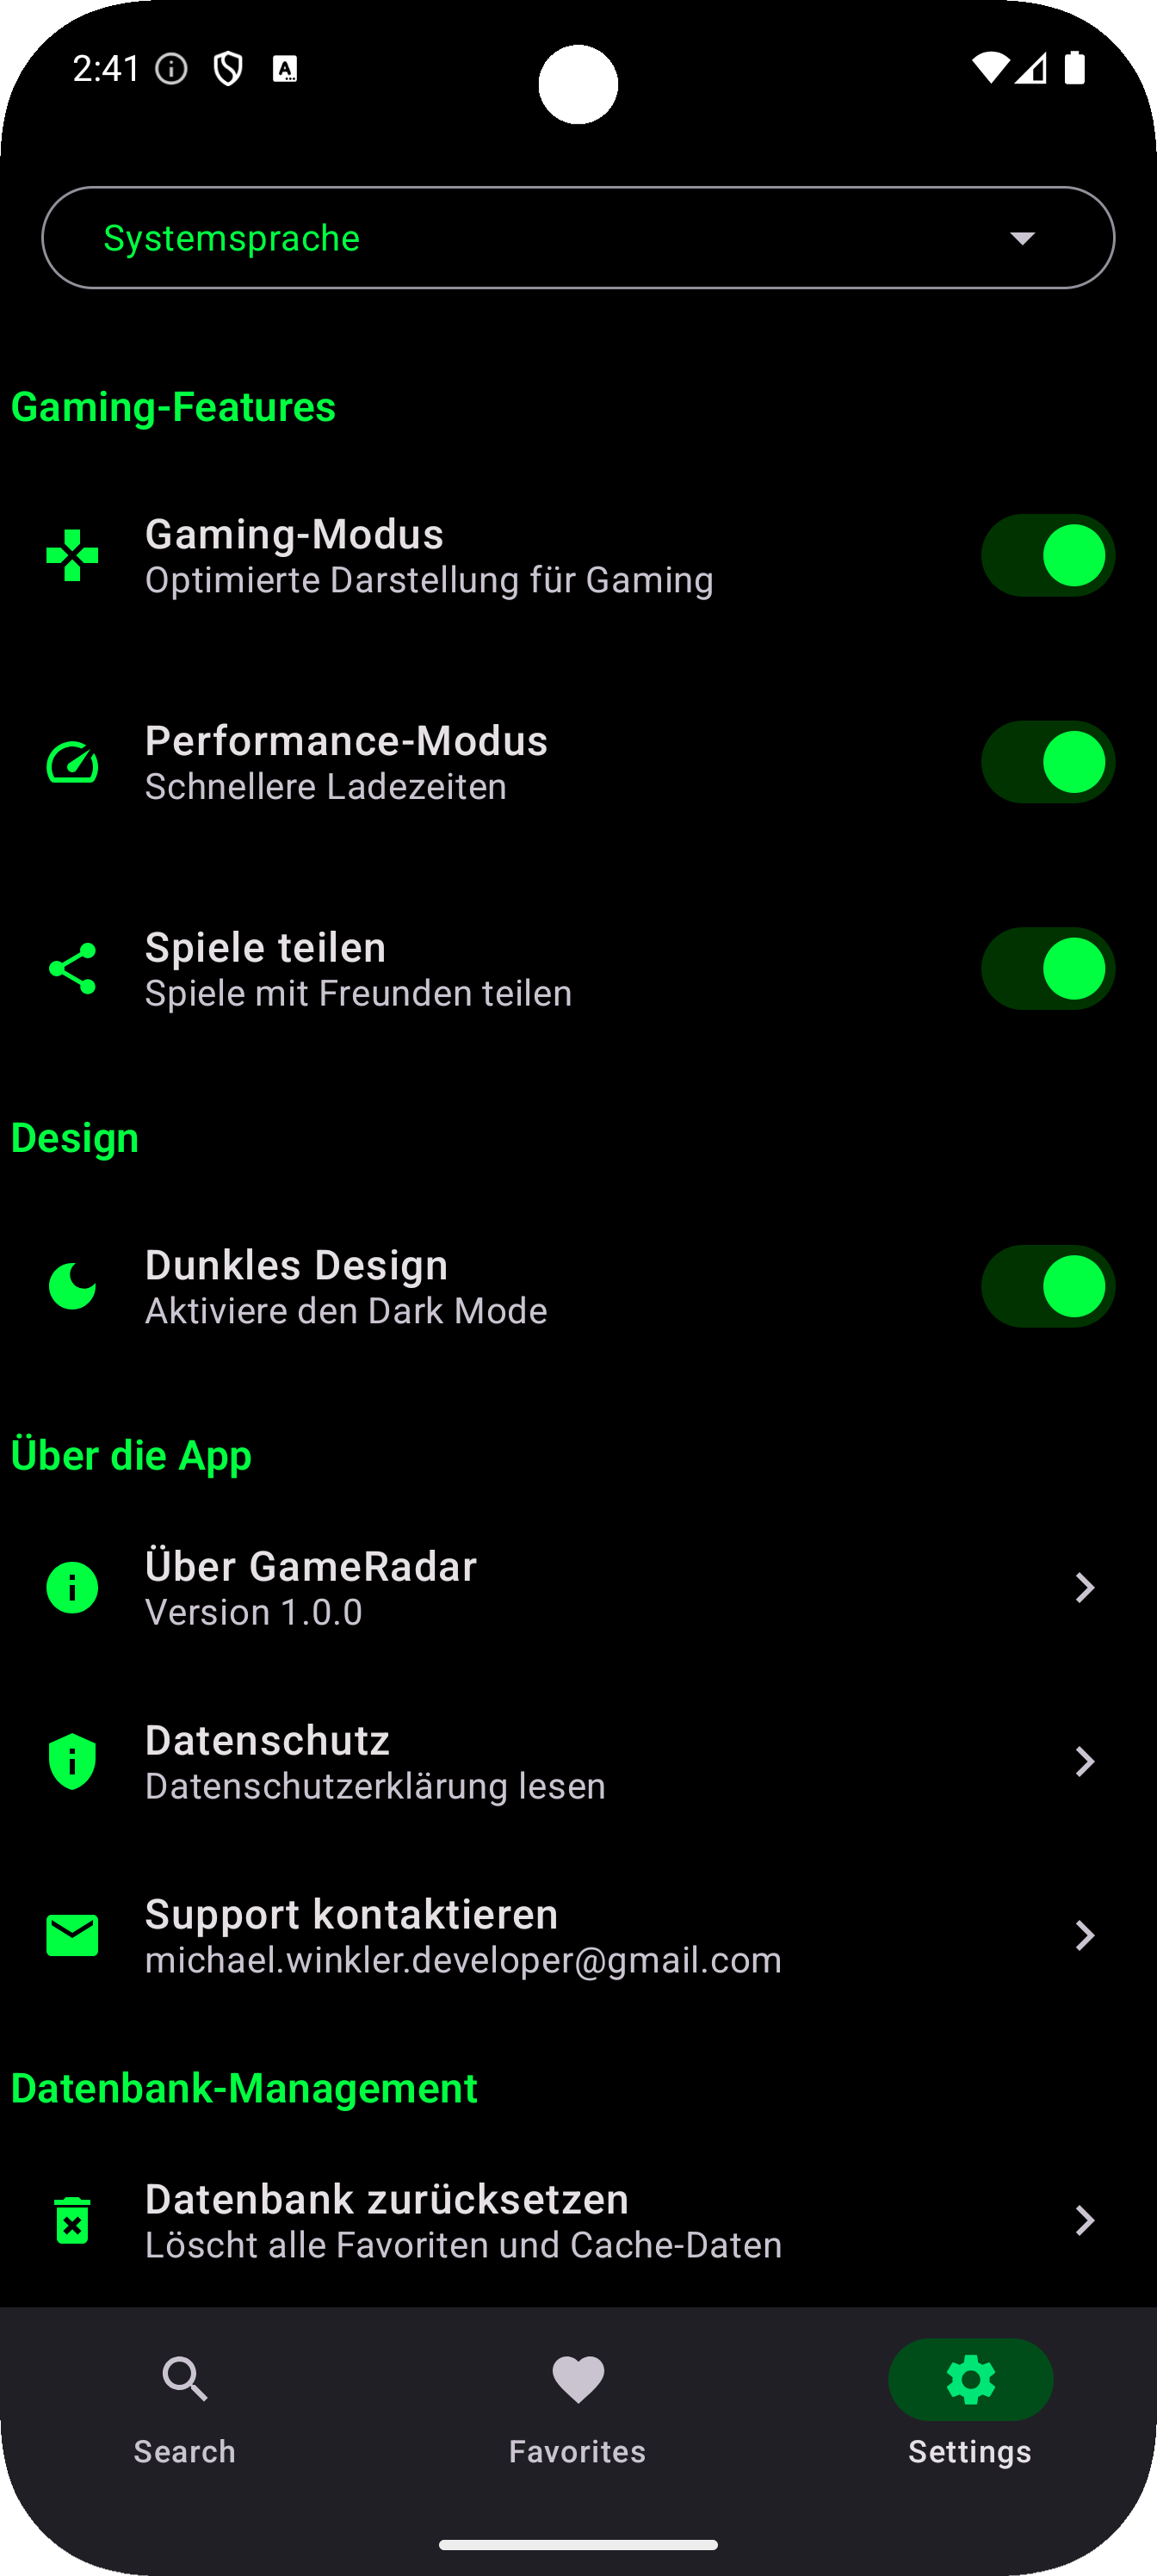 2:41
Systemsprache
Gaming-Features
Gaming-Modus
Optimierte Darstellung für Gaming
Performance-Modus
Schnellere Ladezeiten
Spiele teilen
Spiele mit Freunden teilen
Design
Dunkles Design
Aktiviere den Dark Mode
Über die App
Über GameRadar
Version 1.0.0
Datenschutz
Datenschutzerklärung lesen
Support kontaktieren
michael.winkler.developer@gmail.com
Datenbank-Management
Datenbank zurücksetzen
Löscht alle Favoriten und Cache-Daten
Search Favorites Settings